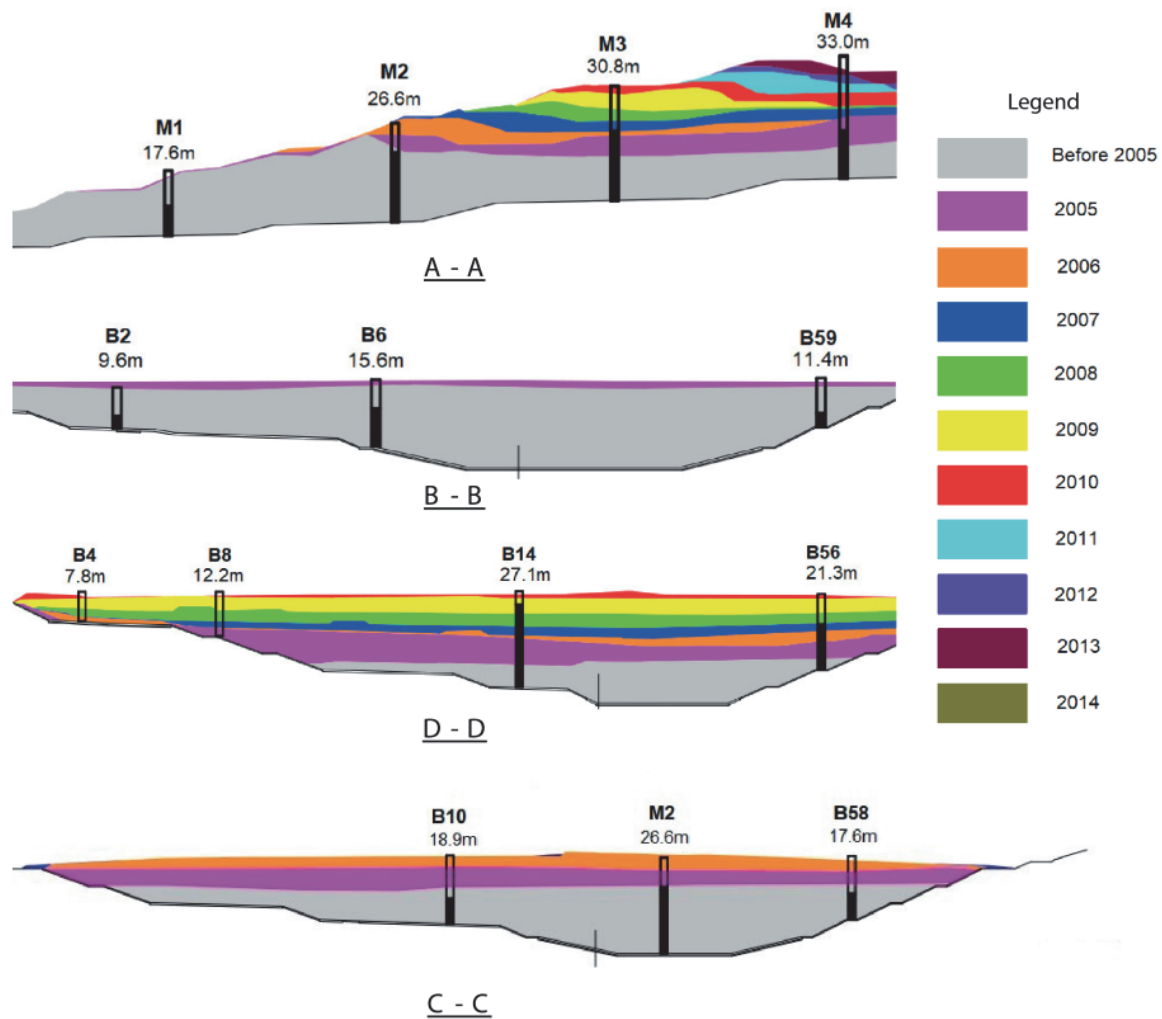 M1
17.6m
M2
26.6m
M3
30.8m
M4
33.0m
A - A
B2
9.6m
B6
15.6m
B59
11.4m
B - B
B4
7.8m
B8
12.2m
B14
27.1m
B56
21.3m
D - D
B10
18.9m
M2
26.6m
B58
17.6m
C - C
Legend
Before 2005
2005
2006
2007
2008
2009
2010
2011
2012
2013
2014